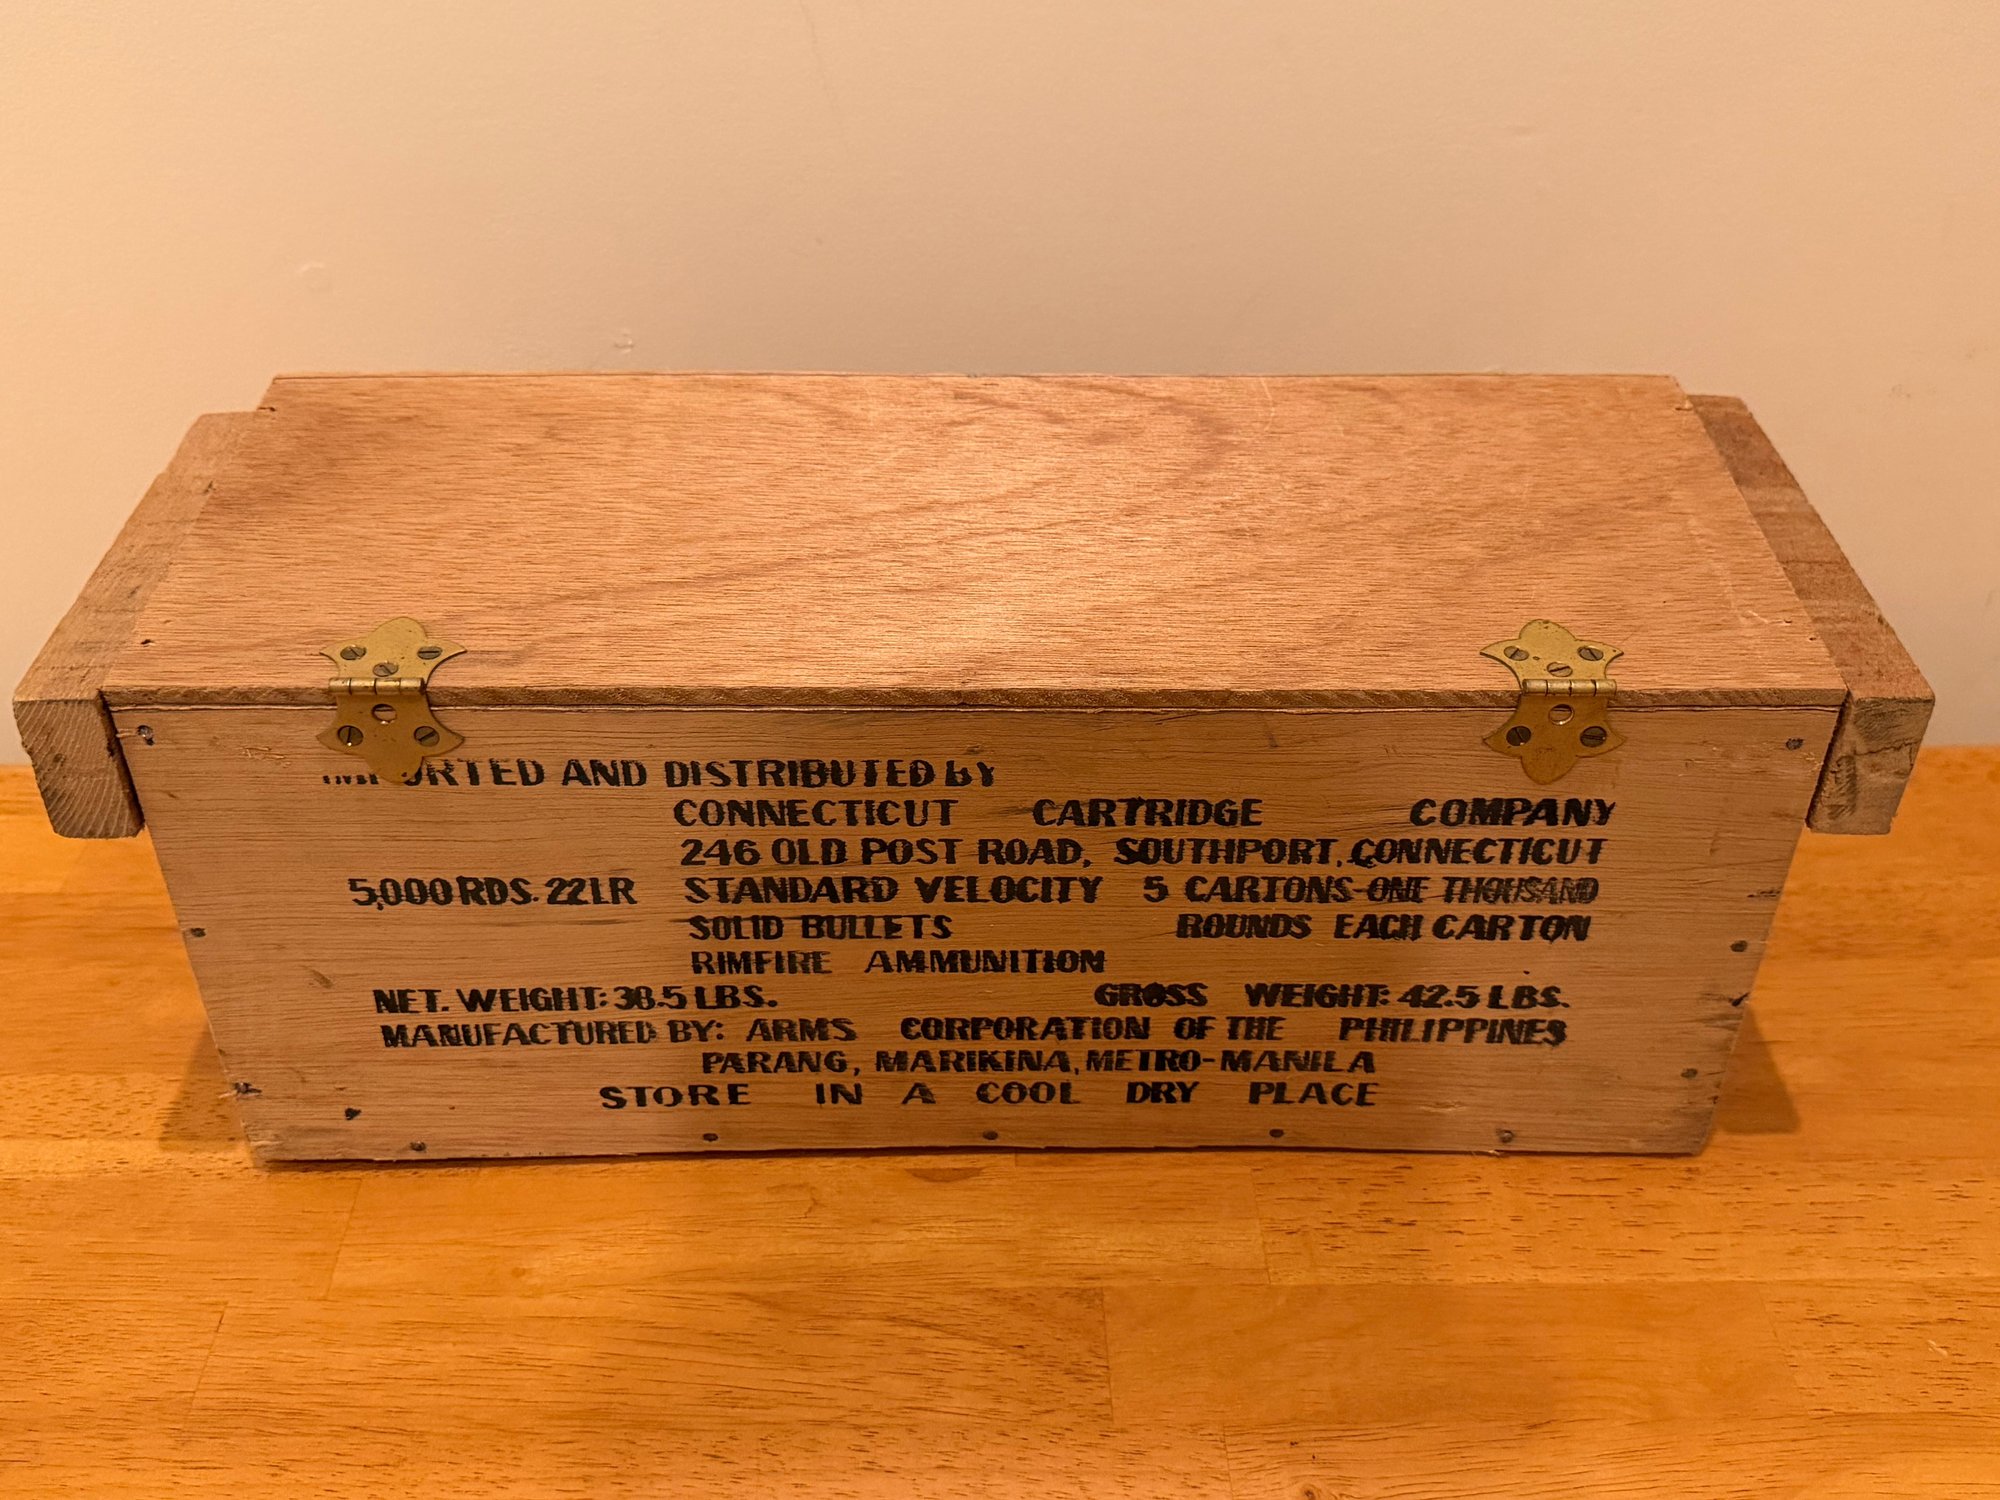 IMPORTED AND DISTRIBUTED BY
CONNECTICUT CARTRIDGE COMPANY
246 OLD POST ROAD, SOUTHPORT, CONNECTICUT
5,000 RDS. 22LR STANDARD VELOCITY 5 CARTONS-ONE THOUSAND
SOLID BULLETS ROUNDS EACH CARTON
RIMFIRE AMMUNITION
NET. WEIGHT: 38.5 LBS. GROSS WEIGHT: 42.5 LBS.
MANUFACTURED BY: ARMS CORPORATION OF THE PHILIPPINES
PARANG, MARIKINA, METRO-MANILA
STORE IN A COOL DRY PLACE